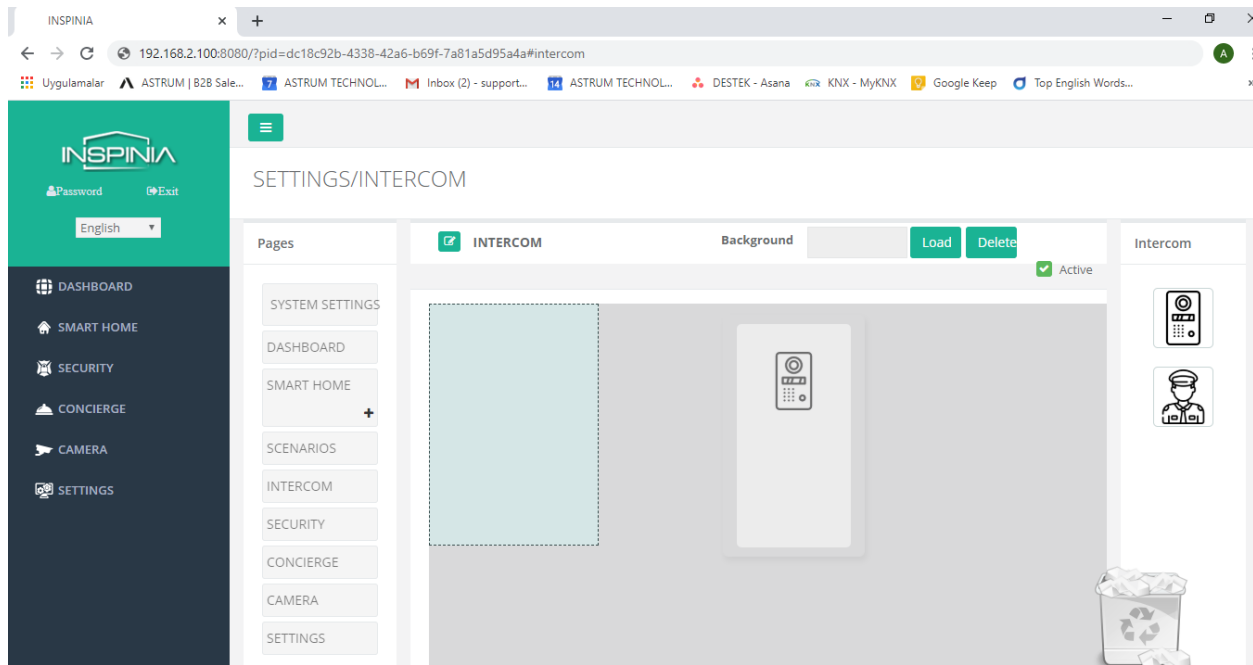 INSPINIA
192.168.2.100:8080/?pid=dc18c92b-4338-42a6-b69f-7a81a5d95a4a#intercom
A
Uygulamalar ASTRUM | B2B Sale... 7 ASTRUM TECHNOL... Inbox (2) - support... 14 ASTRUM TECHNOL... DESTEK - Asana KNX KNX - MyKNX Google Keep Top English Words...
INSPINIA
Password Exit
English
DASHBOARD
SMART HOME
SECURITY
CONCIERGE
CAMERA
SETTINGS
SETTINGS/INTERCOM
Pages
SYSTEM SETTINGS
DASHBOARD
SMART HOME
+
SCENARIOS
INTERCOM
SECURITY
CONCIERGE
CAMERA
SETTINGS
INTERCOM
Background
Load
Delete
Active
Intercom